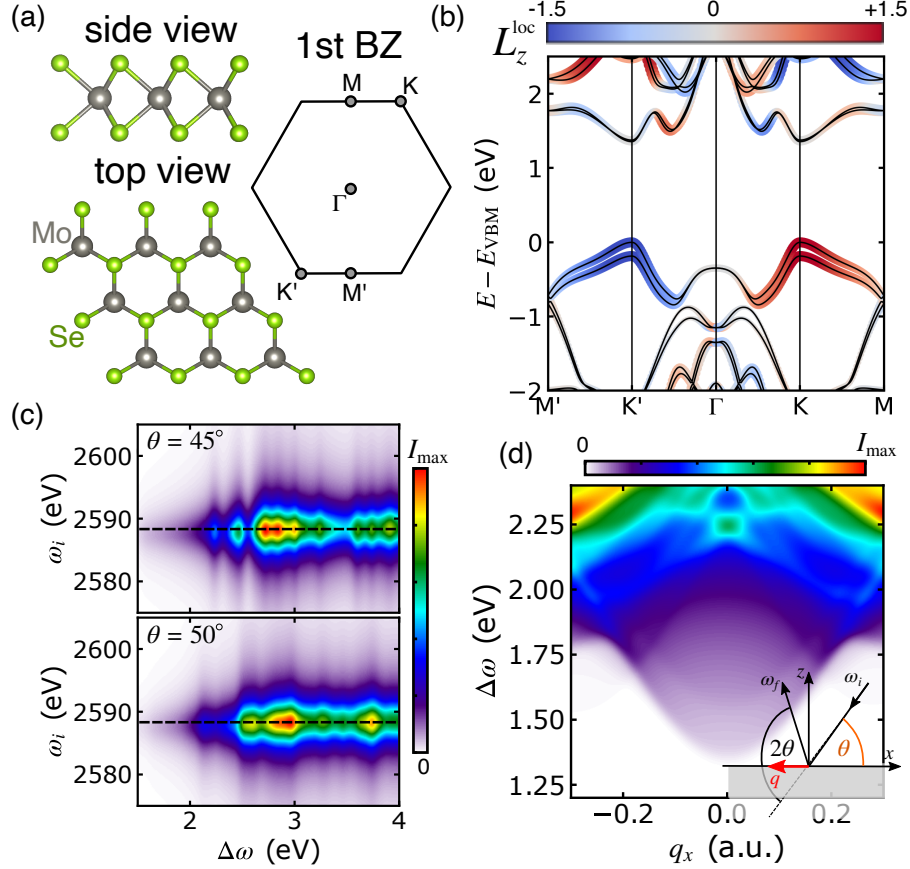 (a)
side view
top view
Mo
Se
1st BZ
M
K
Γ
K'
M'
(b)
-1.5
0
+1.5
L_z^loc
E − E_VBM (eV)
2
1
0
−1
−2
M'
K'
Γ
K
M
(c)
θ = 45°
ω_i (eV)
2600
2590
2580
θ = 50°
ω_i (eV)
2600
2590
2580
2
3
4
Δω (eV)
I_max
0
(d)
0
I_max
Δω (eV)
2.25
2.00
1.75
1.50
1.25
−0.2
0.0
0.2
q_x (a.u.)
ω_f
z
ω_i
2θ
θ
x
q